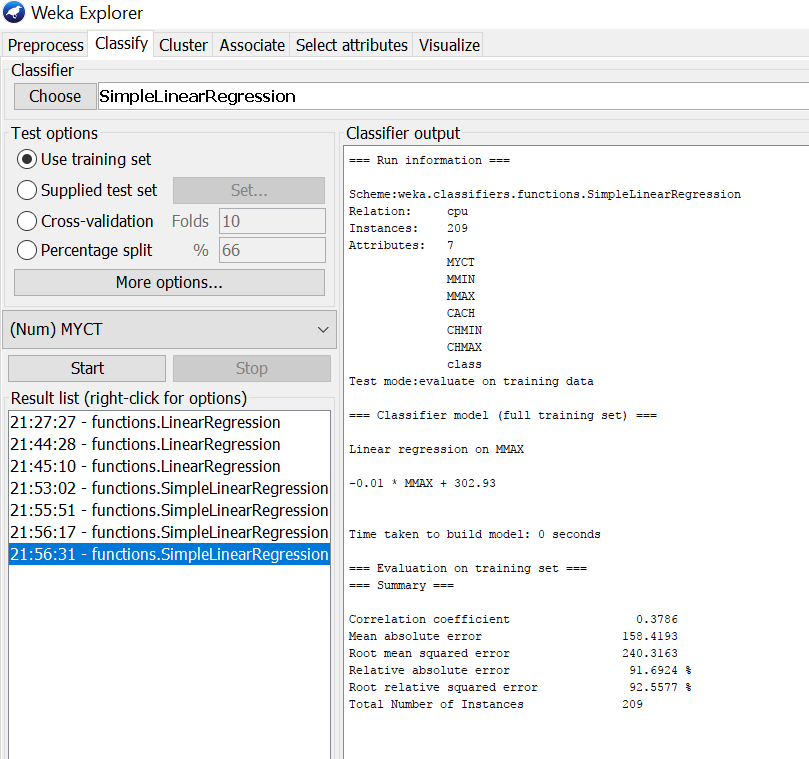 Weka Explorer
Preprocess Classify Cluster Associate Select attributes Visualize
Classifier
Choose SimpleLinearRegression
Test options
Use training set
Supplied test set Set...
Cross-validation Folds 10
Percentage split % 66
More options...
(Num) MYCT
Start Stop
Result list (right-click for options)
21:27:27 - functions.LinearRegression
21:44:28 - functions.LinearRegression
21:45:10 - functions.LinearRegression
21:53:02 - functions.SimpleLinearRegression
21:55:51 - functions.SimpleLinearRegression
21:56:17 - functions.SimpleLinearRegression
21:56:31 - functions.SimpleLinearRegression
Classifier output
=== Run information ===
Scheme:weka.classifiers.functions.SimpleLinearRegression
Relation: cpu
Instances: 209
Attributes: 7
MYCT
MMIN
MMAX
CACH
CHMIN
CHMAX
class
Test mode:evaluate on training data
=== Classifier model (full training set) ===
Linear regression on MMAX
-0.01 * MMAX + 302.93
Time taken to build model: 0 seconds
=== Evaluation on training set ===
=== Summary ===
Correlation coefficient 0.3786
Mean absolute error 158.4193
Root mean squared error 240.3163
Relative absolute error 91.6924 %
Root relative squared error 92.5577 %
Total Number of Instances 209